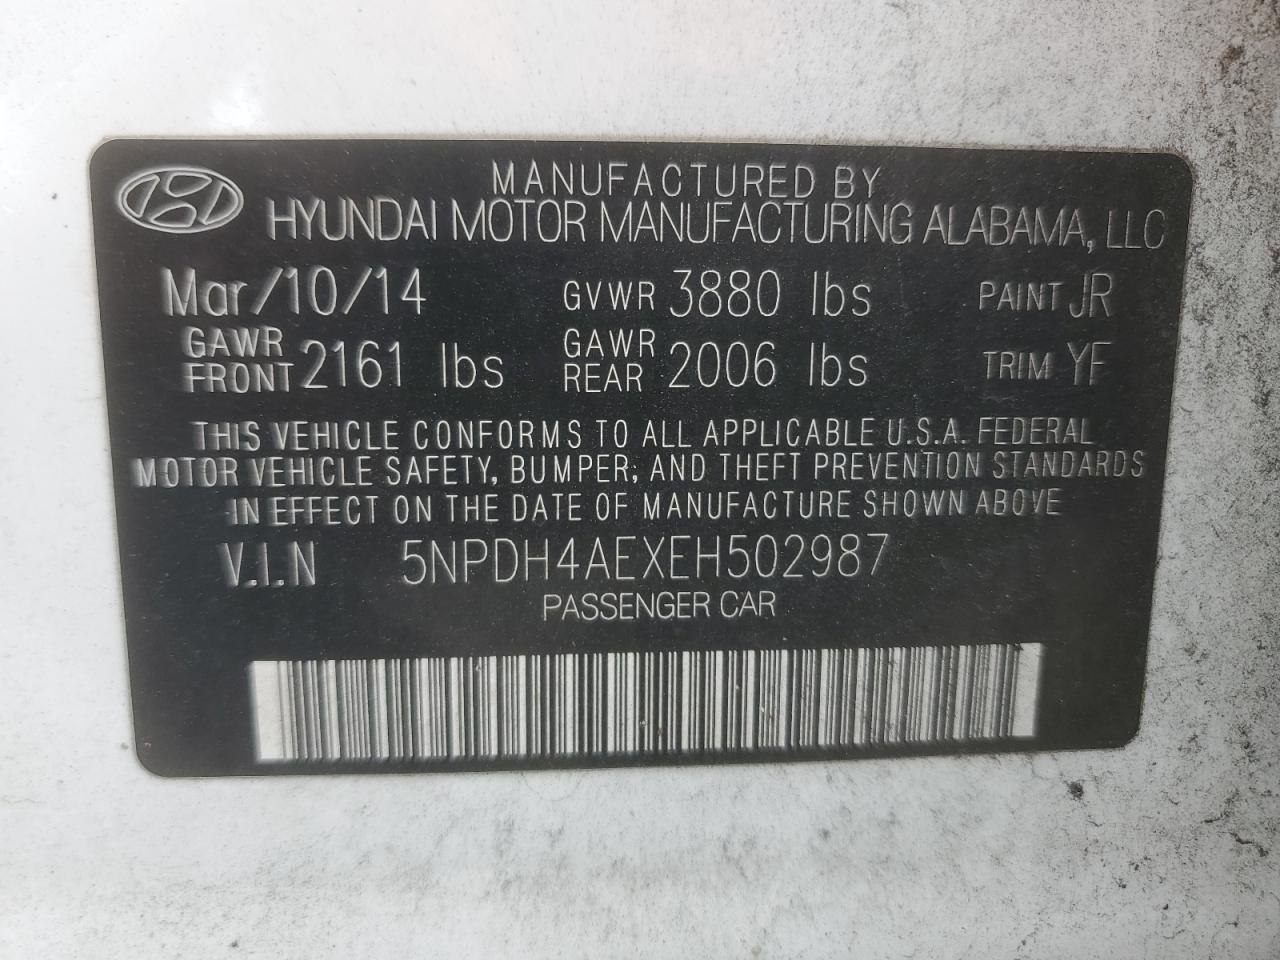 MANUFACTURED BY
HYUNDAI MOTOR MANUFACTURING ALABAMA, LLC
Mar/10/14 GVWR 3880 lbs PAINT JR
GAWR FRONT 2161 lbs GAWR REAR 2006 lbs TRIM YF
THIS VEHICLE CONFORMS TO ALL APPLICABLE U.S.A. FEDERAL
MOTOR VEHICLE SAFETY, BUMPER, AND THEFT PREVENTION STANDARDS
IN EFFECT ON THE DATE OF MANUFACTURE SHOWN ABOVE
V.I.N 5NPDH4AEXEH502987
PASSENGER CAR